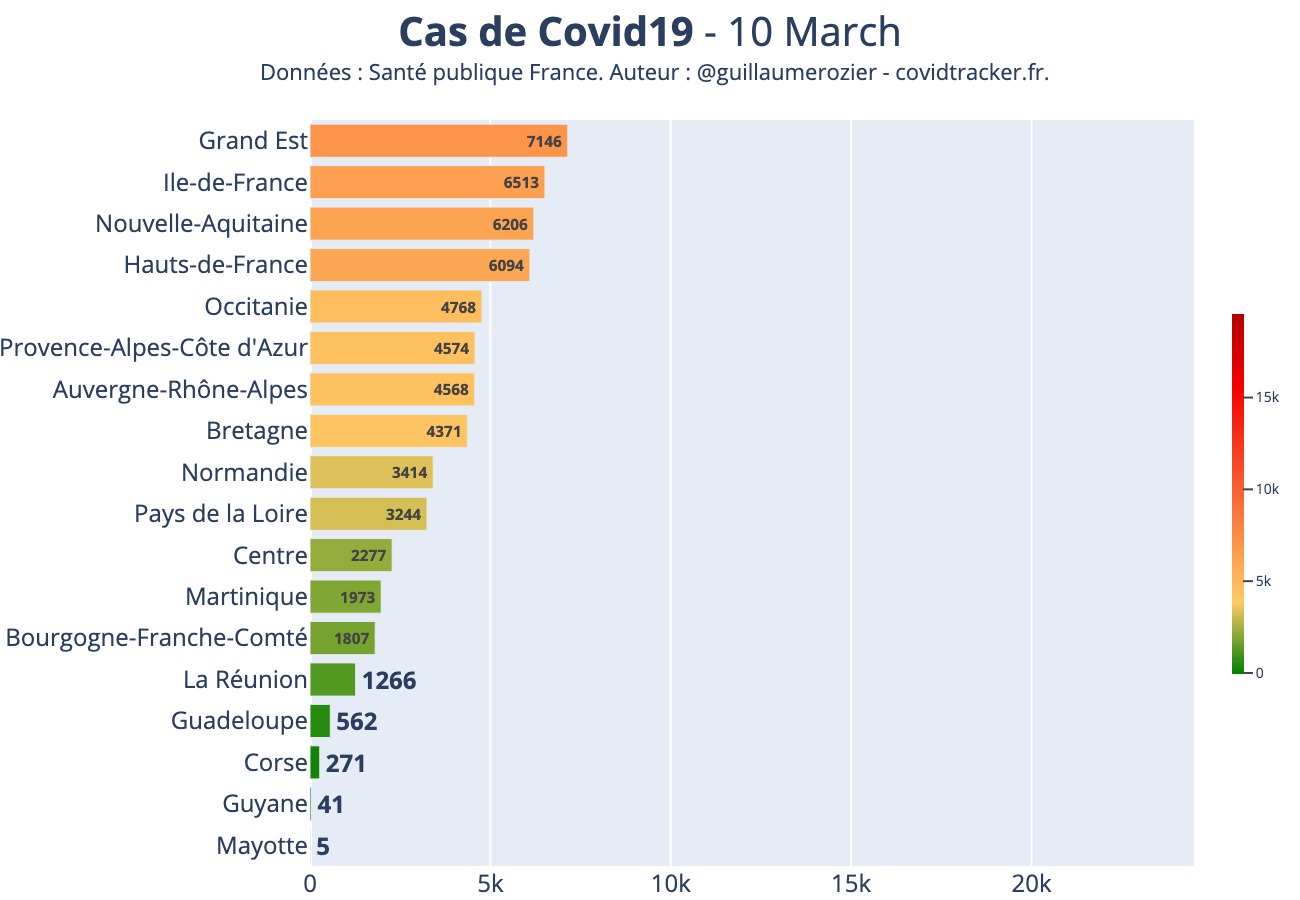 Cas de Covid19 - 10 March
Données : Santé publique France. Auteur : @guillaumerozier - covidtracker.fr.
Grand Est 7146
Ile-de-France 6513
Nouvelle-Aquitaine 6206
Hauts-de-France 6094
Occitanie 4768
Provence-Alpes-Côte d'Azur 4574
Auvergne-Rhône-Alpes 4568
Bretagne 4371
Normandie 3414
Pays de la Loire 3244
Centre 2277
Martinique 1973
Bourgogne-Franche-Comté 1807
La Réunion 1266
Guadeloupe 562
Corse 271
Guyane 41
Mayotte 5
0 5k 10k 15k 20k
15k
10k
5k
0